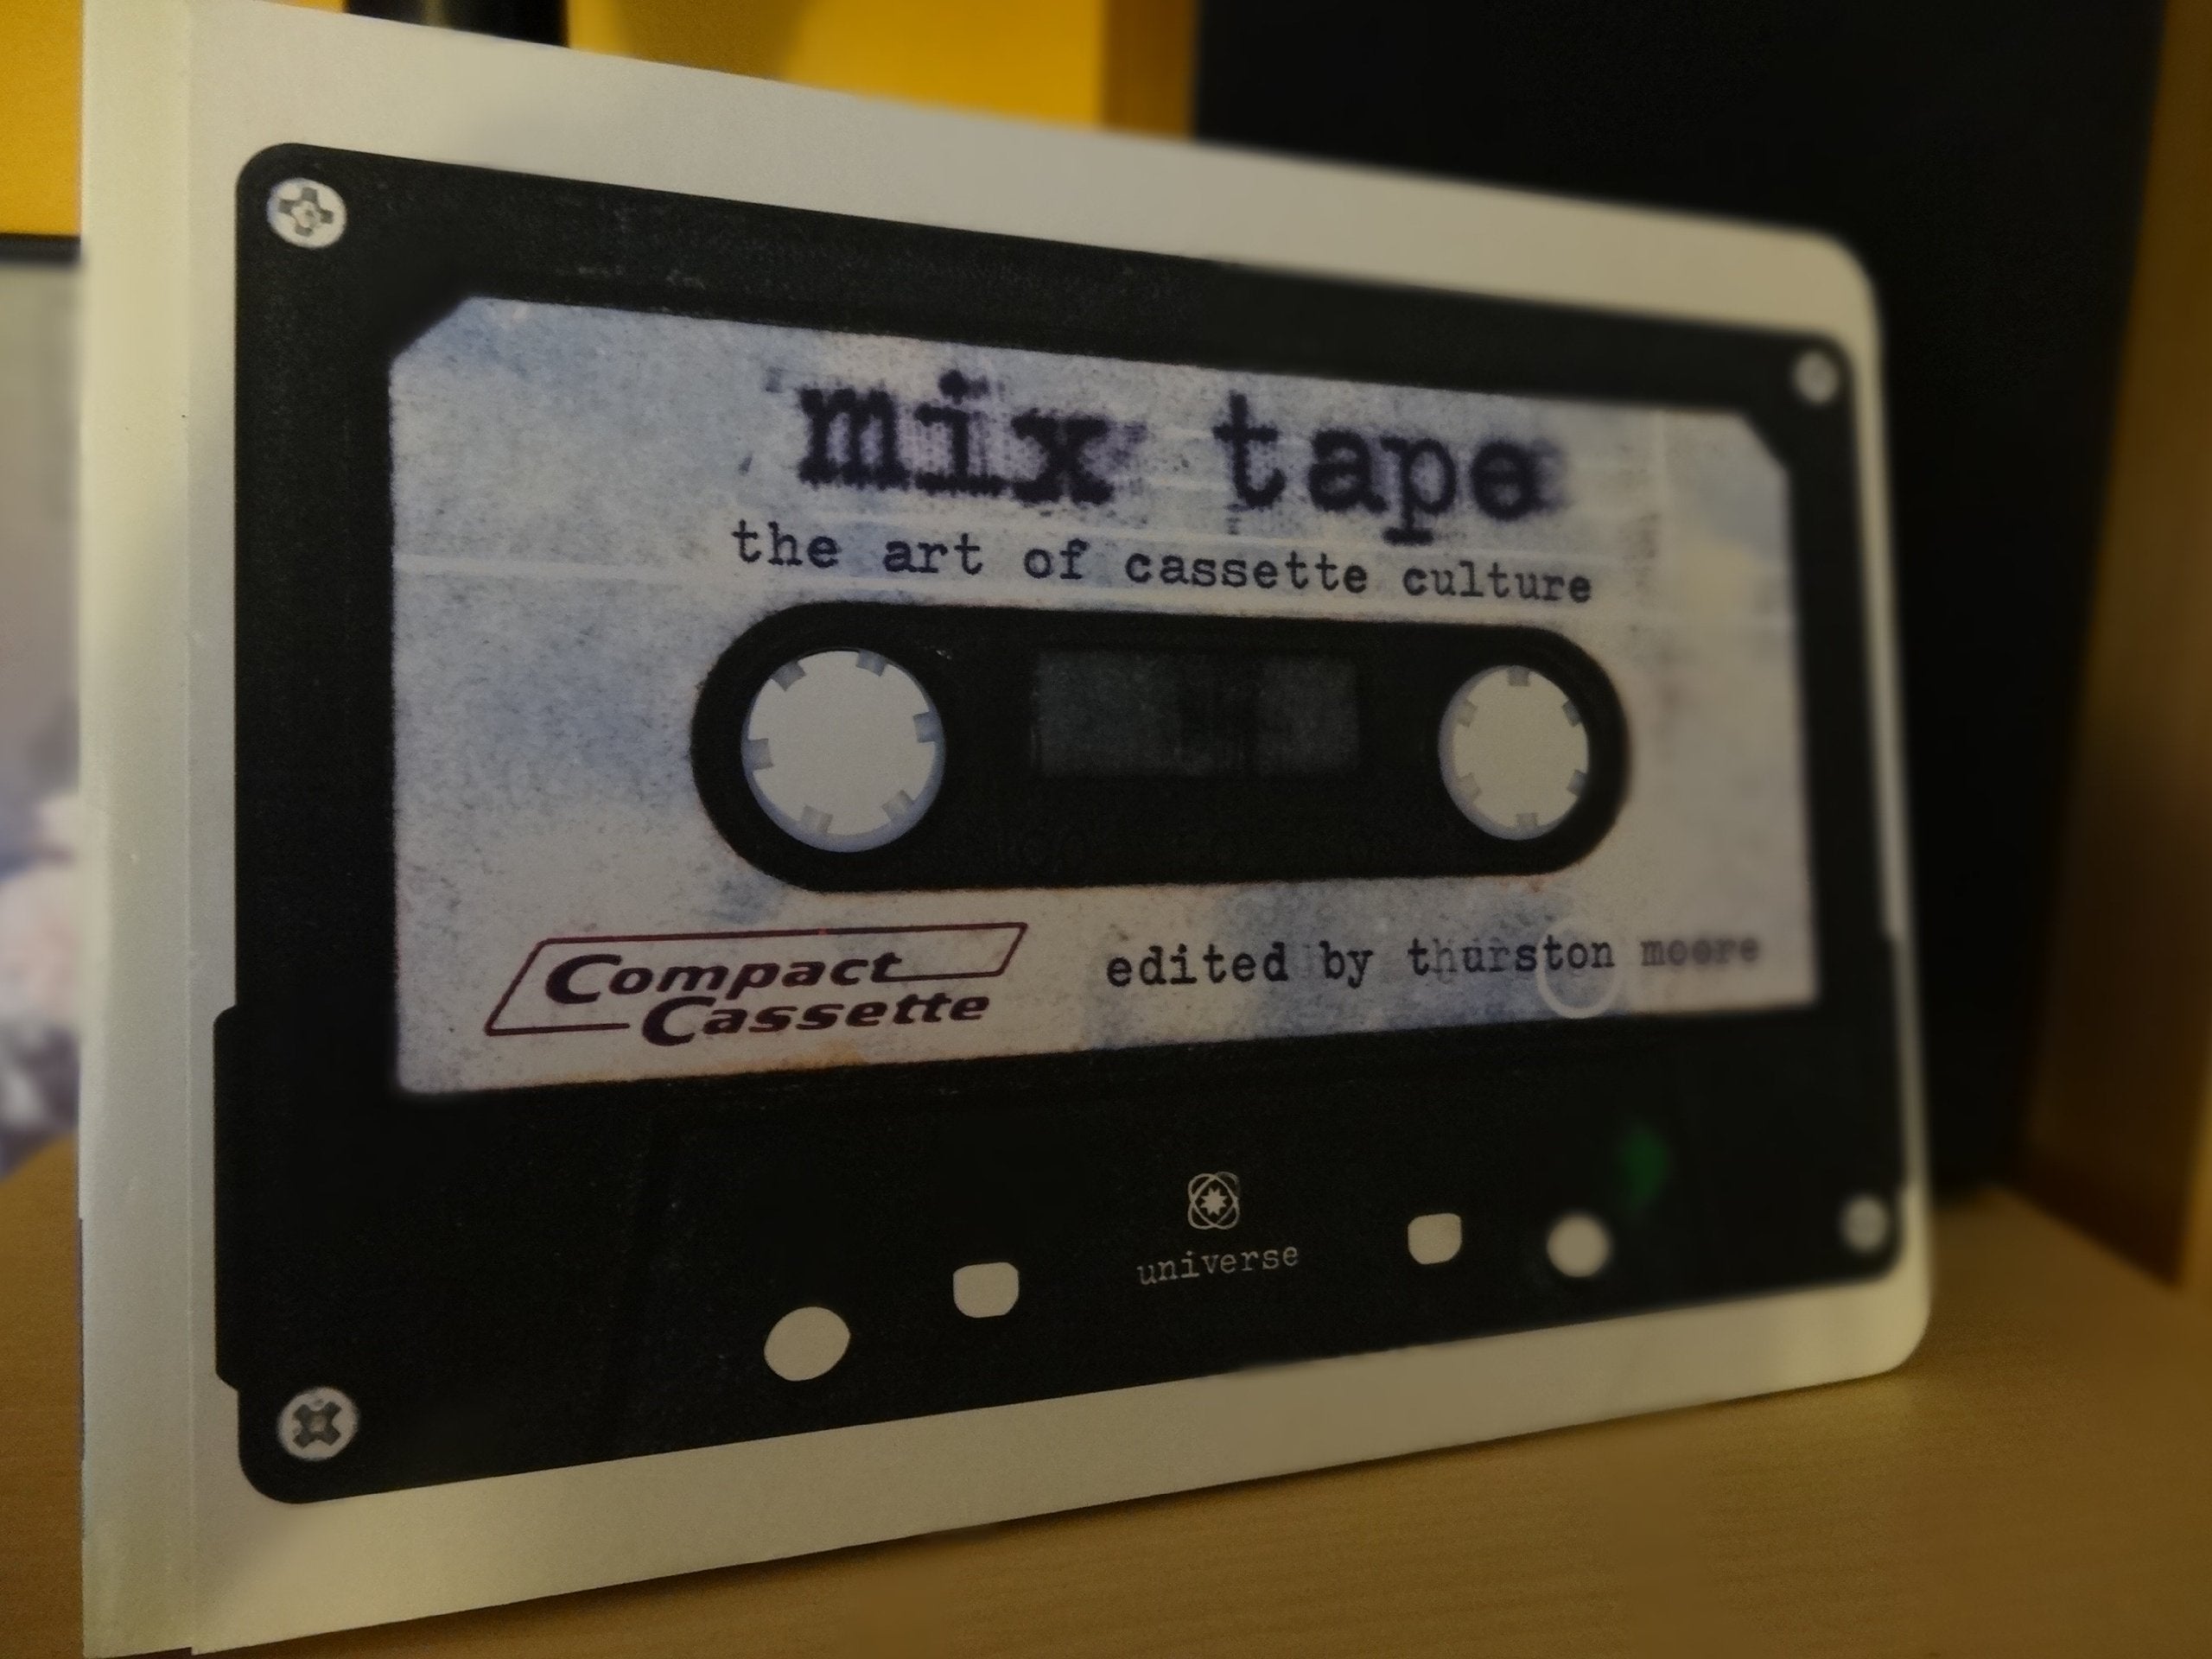 mix tape
the art of cassette culture
Compact
Cassette
edited by thurston moore
universe